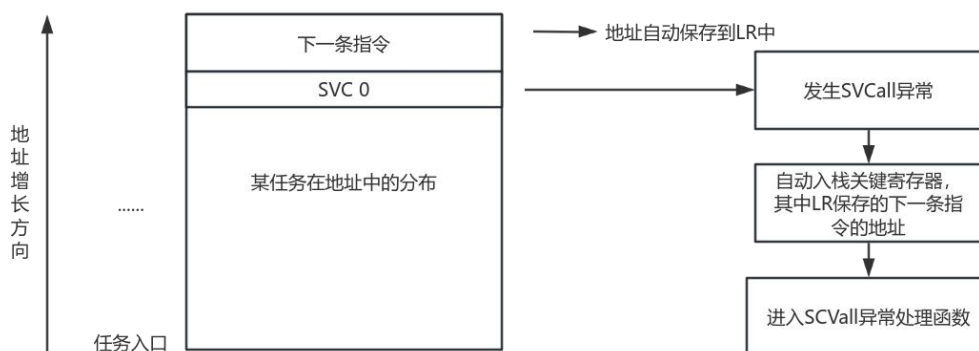 下一条指令
地址自动保存到LR中
SVC 0
发生SVCall异常
地址增长方向
某任务在地址中的分布
......
自动入栈关键寄存器，
其中LR保存的下一条指
令的地址
进入SCVall异常处理函数
任务入口